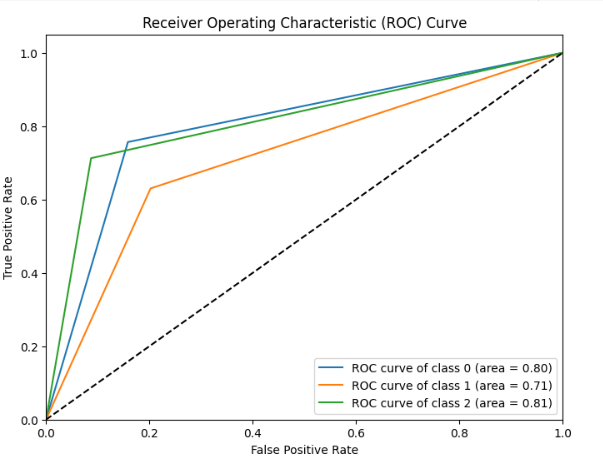 Receiver Operating Characteristic (ROC) Curve
True Positive Rate
1.0
0.8
0.6
0.4
0.2
0.0
ROC curve of class 0 (area = 0.80)
ROC curve of class 1 (area = 0.71)
ROC curve of class 2 (area = 0.81)
0.0 0.2 0.4 0.6 0.8 1.0
False Positive Rate